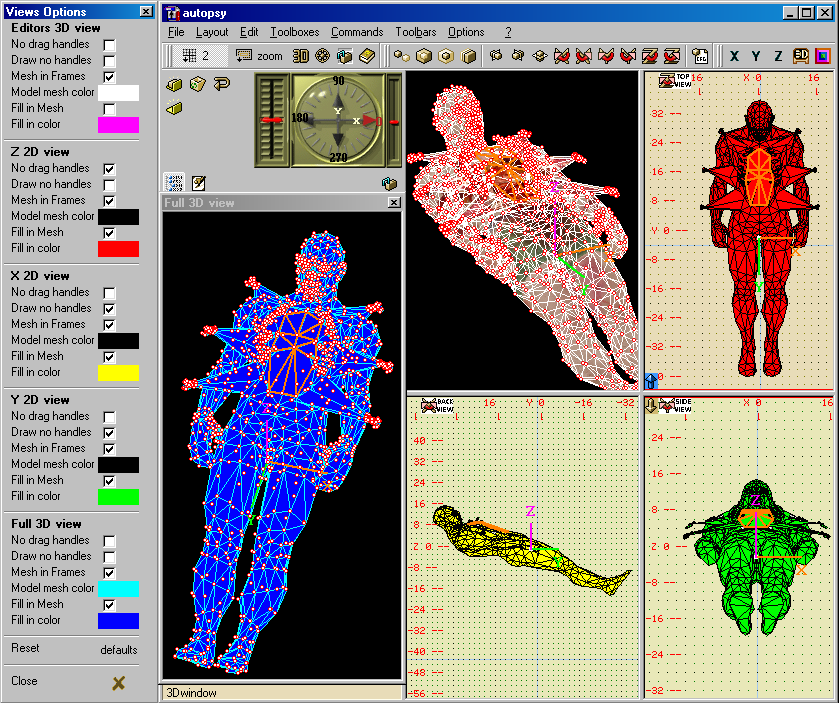 Views Options
Editors 3D view
No drag handles
Draw no handles
Mesh in Frames
Model mesh color
Fill in Mesh
Fill in color
Z 2D view
No drag handles
Draw no handles
Mesh in Frames
Model mesh color
Fill in Mesh
Fill in color
X 2D view
No drag handles
Draw no handles
Mesh in Frames
Model mesh color
Fill in Mesh
Fill in color
Y 2D view
No drag handles
Draw no handles
Mesh in Frames
Model mesh color
Fill in Mesh
Fill in color
Full 3D view
No drag handles
Draw no handles
Mesh in Frames
Model mesh color
Fill in Mesh
Fill in color
Reset defaults
Close
autopsy
File Layout Edit Toolboxes Commands Toolbars Options ?
2 zoom 3D CFG X Y Z 3D
90
180 Y X 0
270
Full 3D view
3Dwindow
Z
TOP VIEW
16 X 0 16
32
24
16
8
Y 0
-8
-16
-24
-32
X
Y
BACK VIEW
16 Y 0 -16 -32
40
32
24
16
8
Z 0
-8
-16
-24
-32
-40
-48
-56
Z
SIDE VIEW
X 0 16
24
16
8
Z 0
-8
-16
-24
-32
Z
X